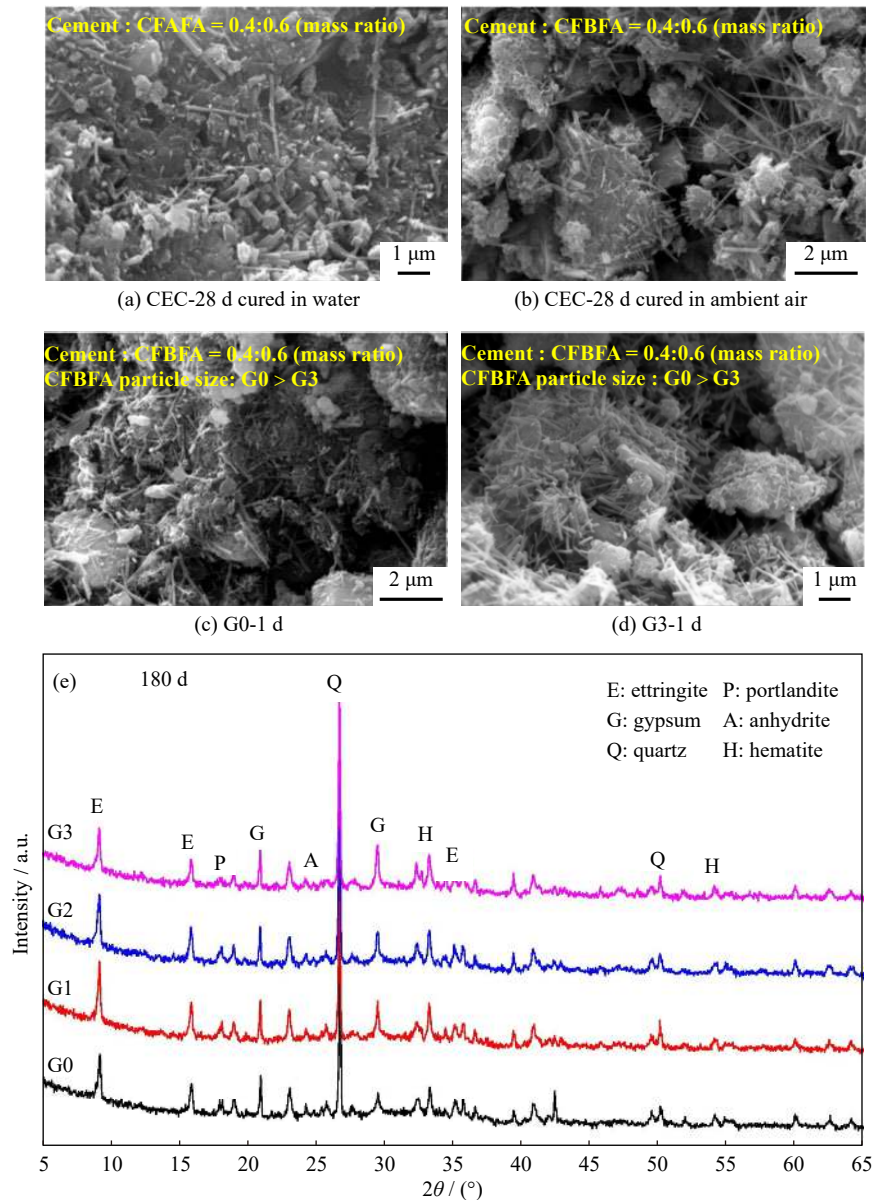 Cement : CFAFA = 0.4:0.6 (mass ratio)
1 μm
(a) CEC-28 d cured in water
Cement : CFBFA = 0.4:0.6 (mass ratio)
2 μm
(b) CEC-28 d cured in ambient air
Cement : CFBFA = 0.4:0.6 (mass ratio)
CFBFA particle size: G0 > G3
2 μm
(c) G0-1 d
Cement : CFBFA = 0.4:0.6 (mass ratio)
CFBFA particle size : G0 > G3
1 μm
(d) G3-1 d
(e)
180 d
Q
E: ettringite P: portlandite
G: gypsum A: anhydrite
Q: quartz H: hematite
E
E
P
G
A
G
H
E
Q
H
G3
G2
G1
G0
Intensity / a.u.
5 10 15 20 25 30 35 40 45 50 55 60 65
2θ / (°)